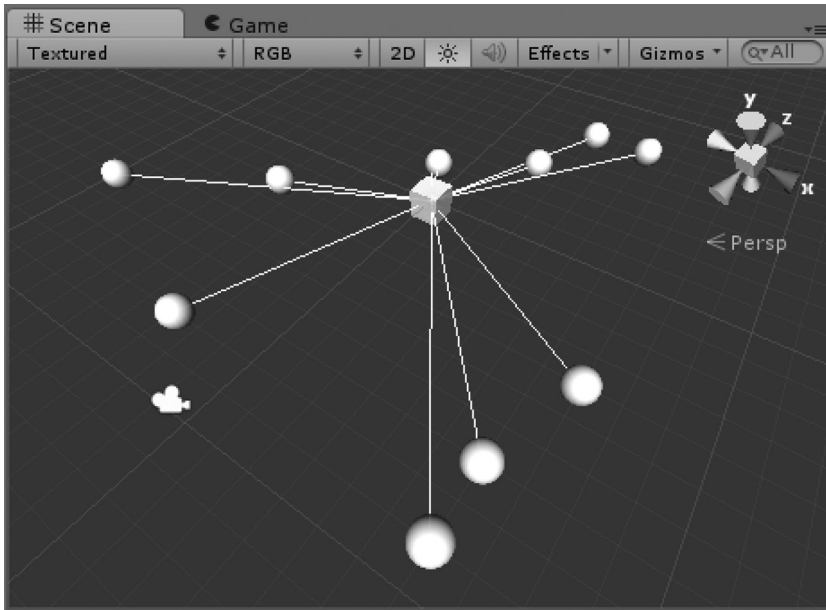 Scene Game
Textured RGB 2D Effects Gizmos All
y
z
x
Persp